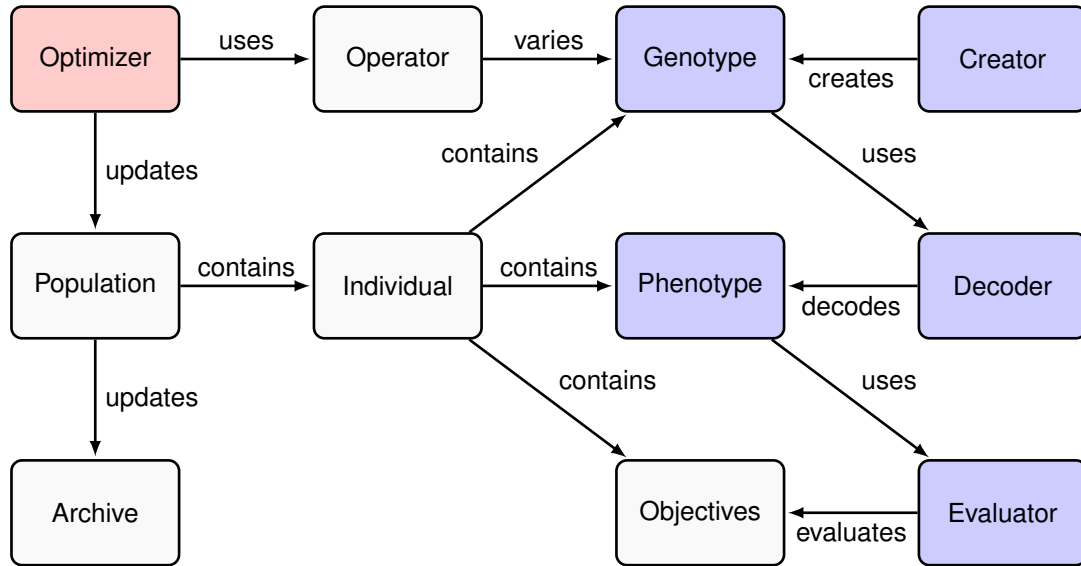 Optimizer
uses
Operator
varies
Genotype
creates
Creator
updates
contains
uses
Population
contains
Individual
contains
Phenotype
decodes
Decoder
updates
contains
uses
Archive
Objectives
evaluates
Evaluator